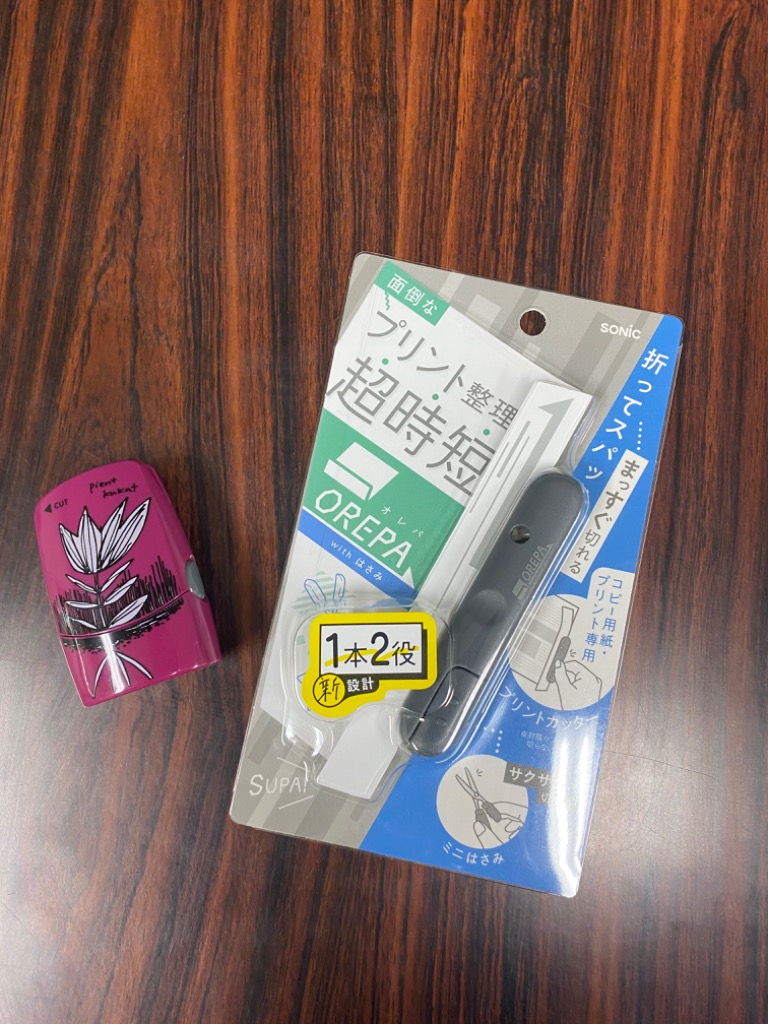 ◀CUT
pient
kukut
面倒な
プリント整理
超時短
オレパ
OREPA
with はさみ
1本2役
新設計
SUPA!
SONiC
折ってスパッ
まっすぐ切れる
OREPA
コピー用紙・
プリント専用
プリントカッター
サクサ
ミニはさみ